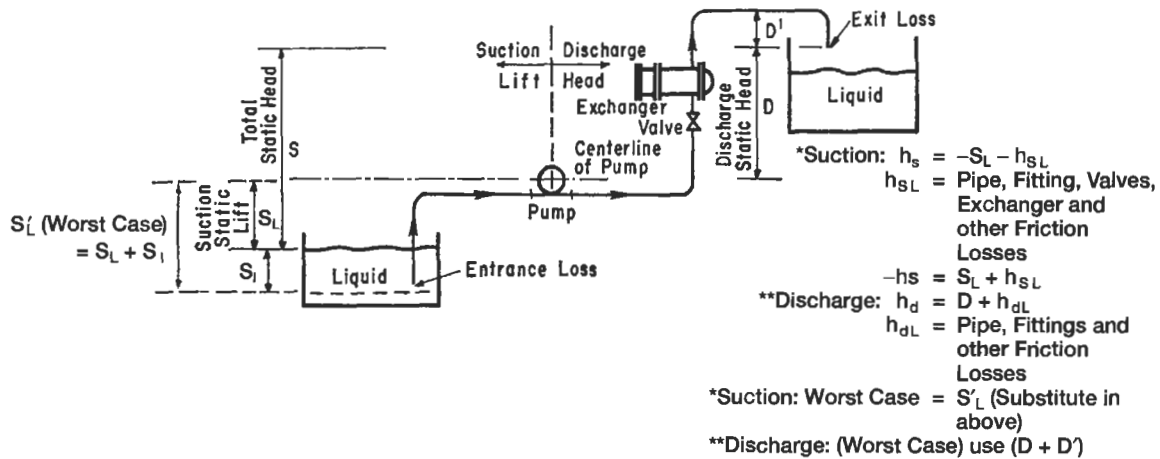 Exit Loss
D'
Suction Discharge
Lift Head
Total
Static Head
S
Exchanger
Valve
Discharge
Static Head
D
Liquid
Centerline
of Pump
Pump
S'L (Worst Case)
= SL + S1
Suction
Static
Lift
SL
S1
Liquid
Entrance Loss
*Suction: hs = -SL - hSL
hSL = Pipe, Fitting, Valves,
Exchanger and
other Friction
Losses
-hs = SL + hSL
**Discharge: hd = D + hdL
hdL = Pipe, Fittings and
other Friction
Losses
*Suction: Worst Case = S'L (Substitute in
above)
**Discharge: (Worst Case) use (D + D')